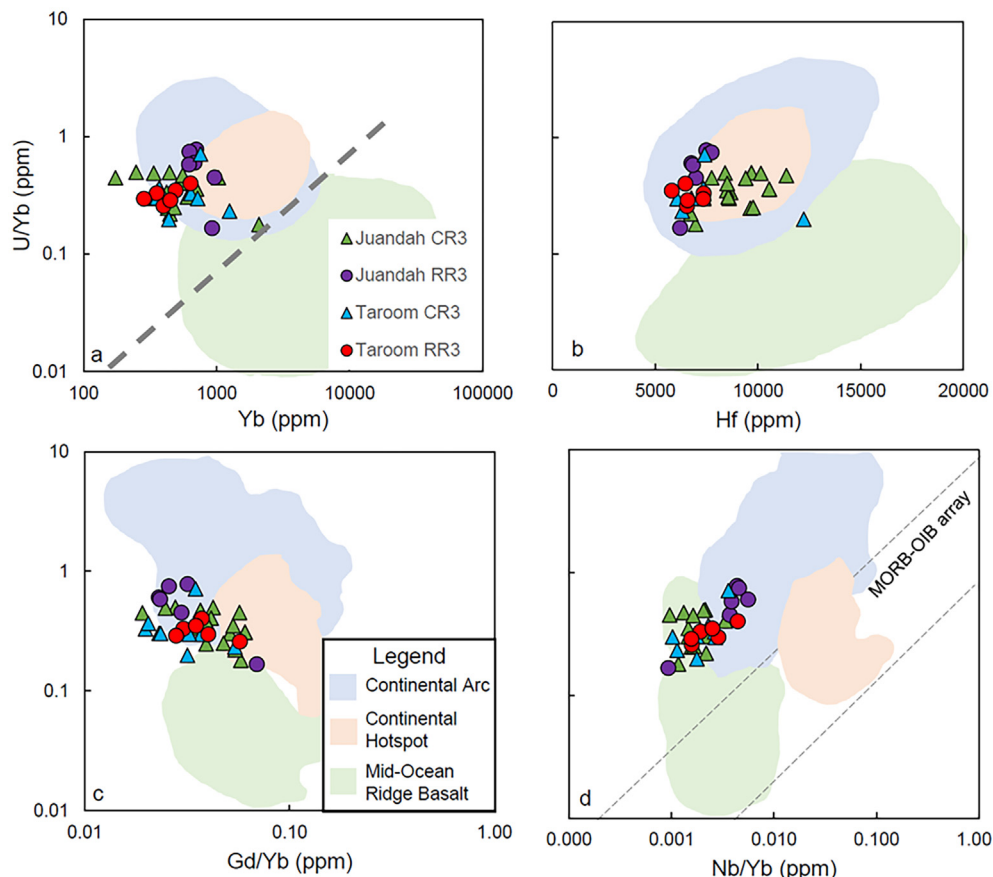 10
1
0.1
0.01
U/Yb (ppm)
Juandah CR3
Juandah RR3
Taroom CR3
Taroom RR3
a
100
1000
10000
100000
Yb (ppm)
b
0
5000
10000
15000
20000
Hf (ppm)
10
1
0.1
0.01
Legend
Continental Arc
Continental
Hotspot
Mid-Ocean
Ridge Basalt
c
0.01
0.10
1.00
Gd/Yb (ppm)
MORB-OIB array
d
0.000
0.001
0.010
0.100
1.00
Nb/Yb (ppm)